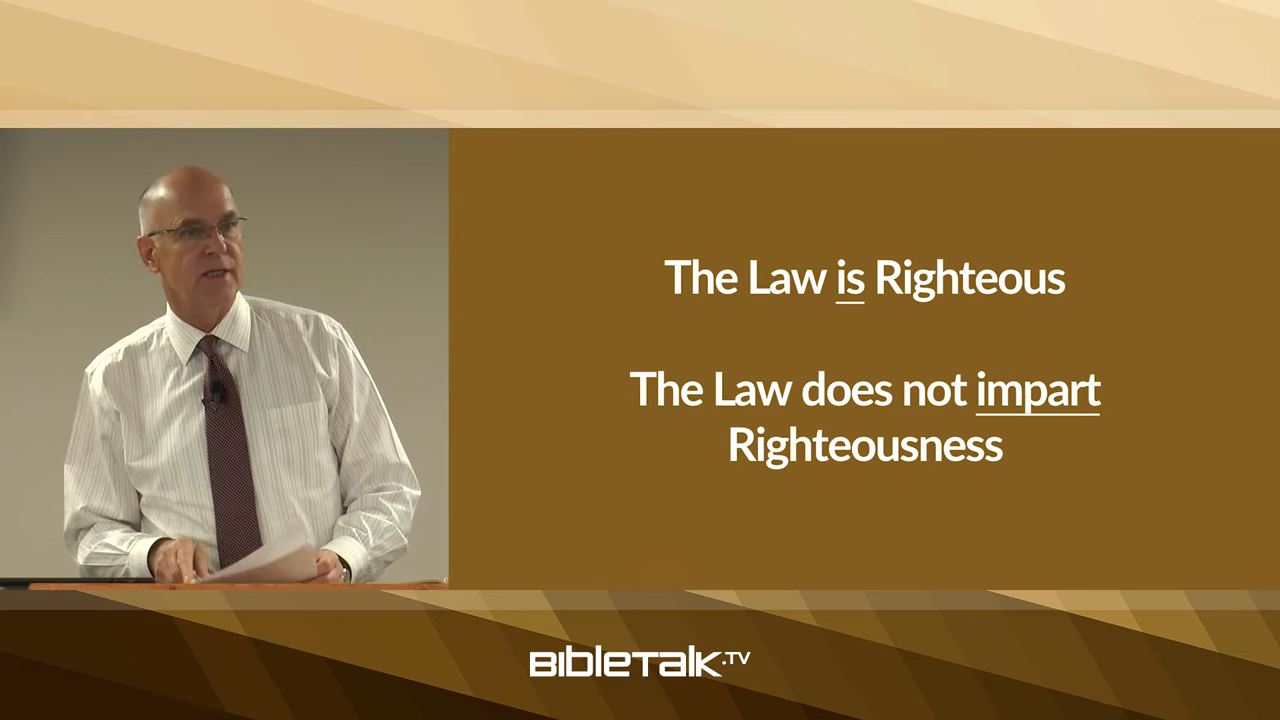 The Law is Righteous
The Law does not impart
Righteousness
BIBLETALK.TV